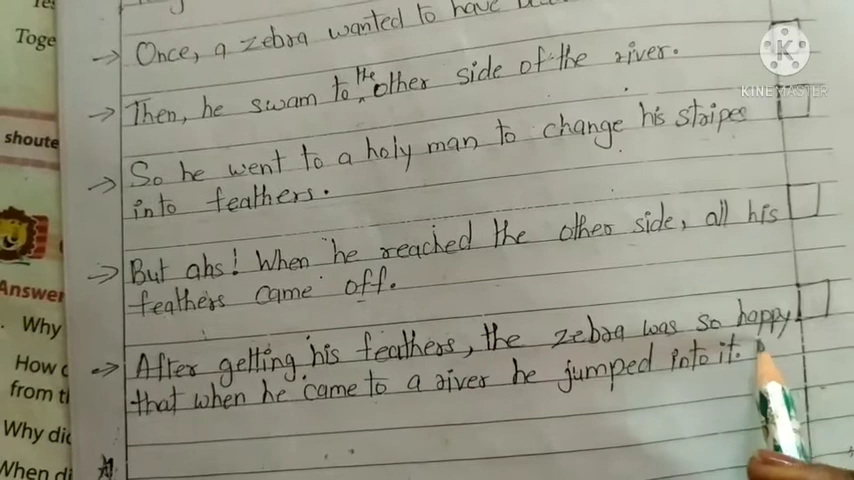 Once, a zebra wanted to have
Then, he swam to the other side of the river.
So he went to a holy man to change his stripes
into feathers.
But ahs! When he reached the other side, all his
feathers came off.
After getting his feathers, the zebra was so happy
that when he came to a river he jumped into it.
Toge
shoute
Answer
Why
How
from t
Why did
When di
KINEMASTER